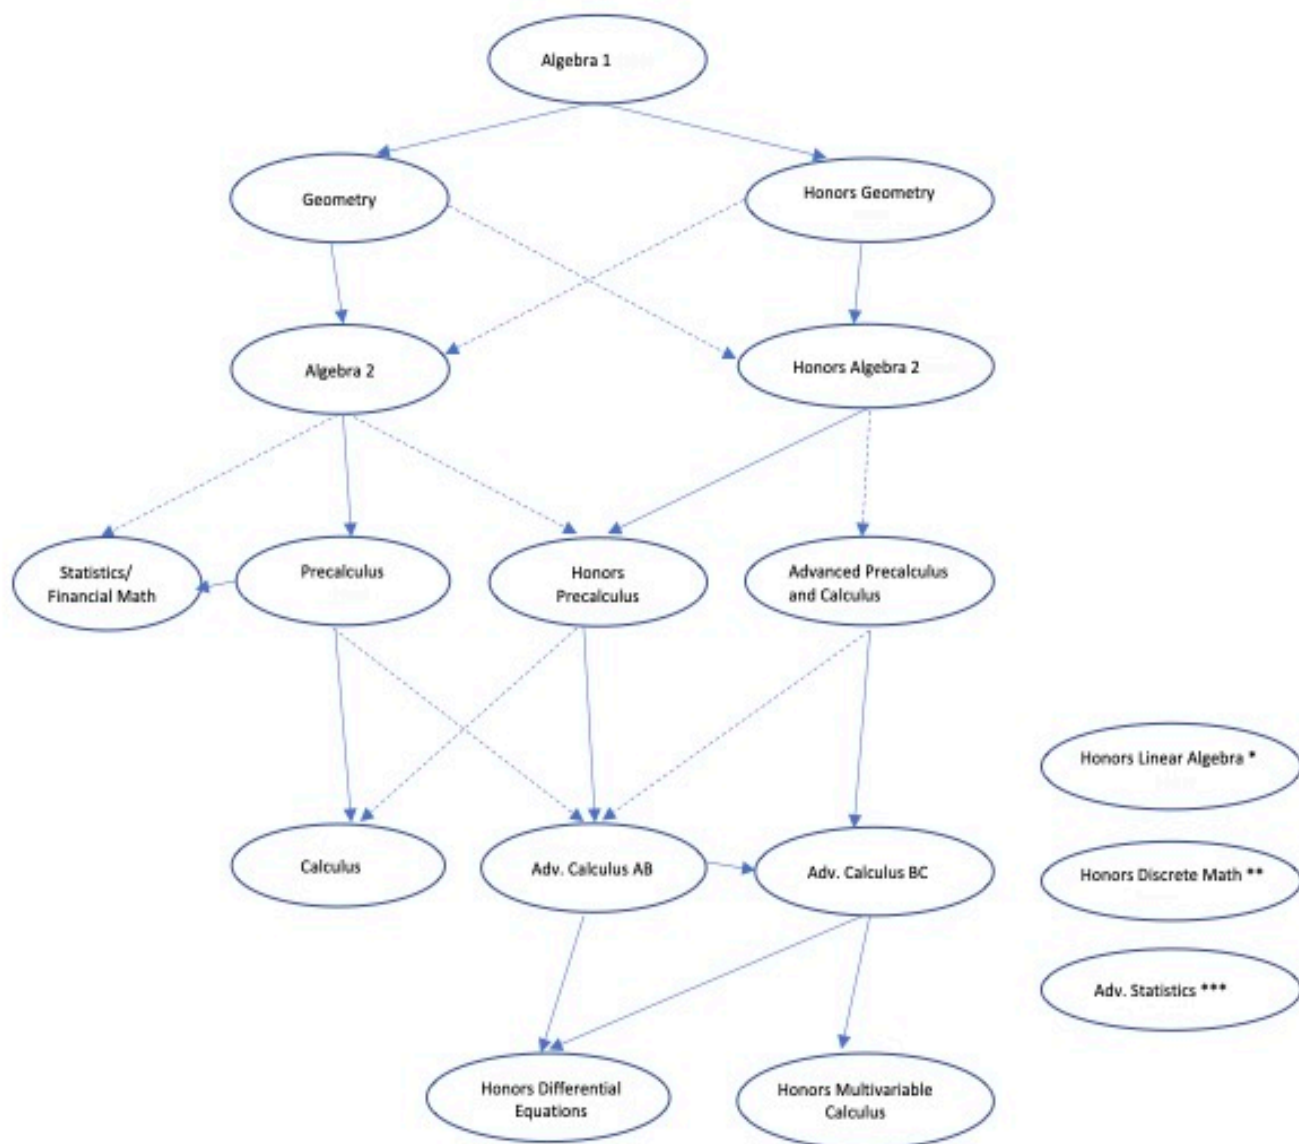 Algebra 1
Geometry
Honors Geometry
Algebra 2
Honors Algebra 2
Statistics/
Financial Math
Precalculus
Honors
Precalculus
Advanced Precalculus
and Calculus
Honors Linear Algebra *
Calculus
Adv. Calculus AB
Adv. Calculus BC
Honors Discrete Math **
Adv. Statistics ***
Honors Differential
Equations
Honors Multivariable
Calculus